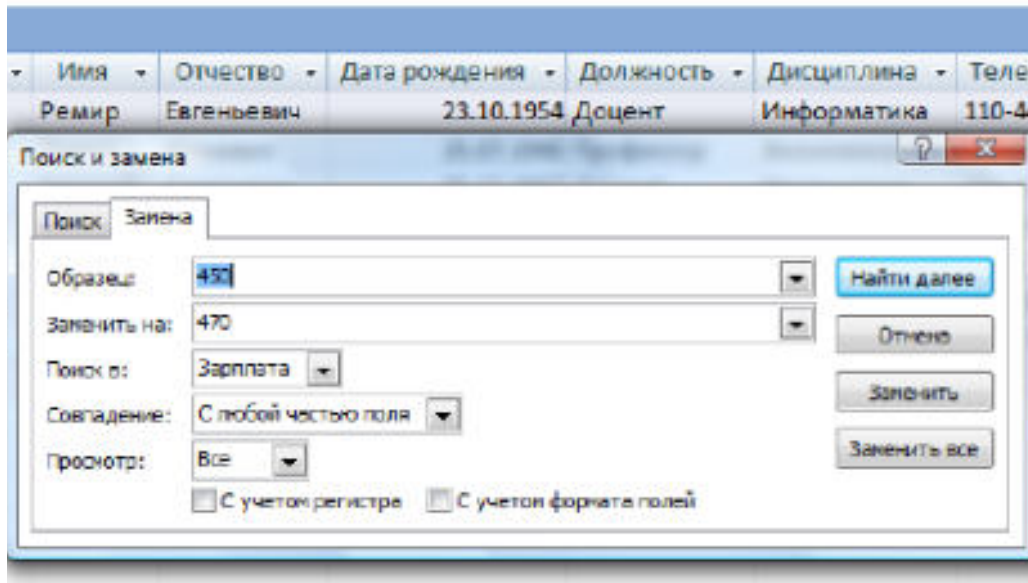 Имя Отчество Дата рождения Должность Дисциплина Теле
Ремир Евгеньевич 23.10.1954 Доцент Информатика 110-4
Поиск и замена
Поиск Замена
Образец: 450 Найти далее
Заменить на: 470 Отмена
Поиск в: Зарплата Заменить
Совпадение: С любой частью поля
Просмотр: Все Заменить все
С учетом регистра С учетом формата полей